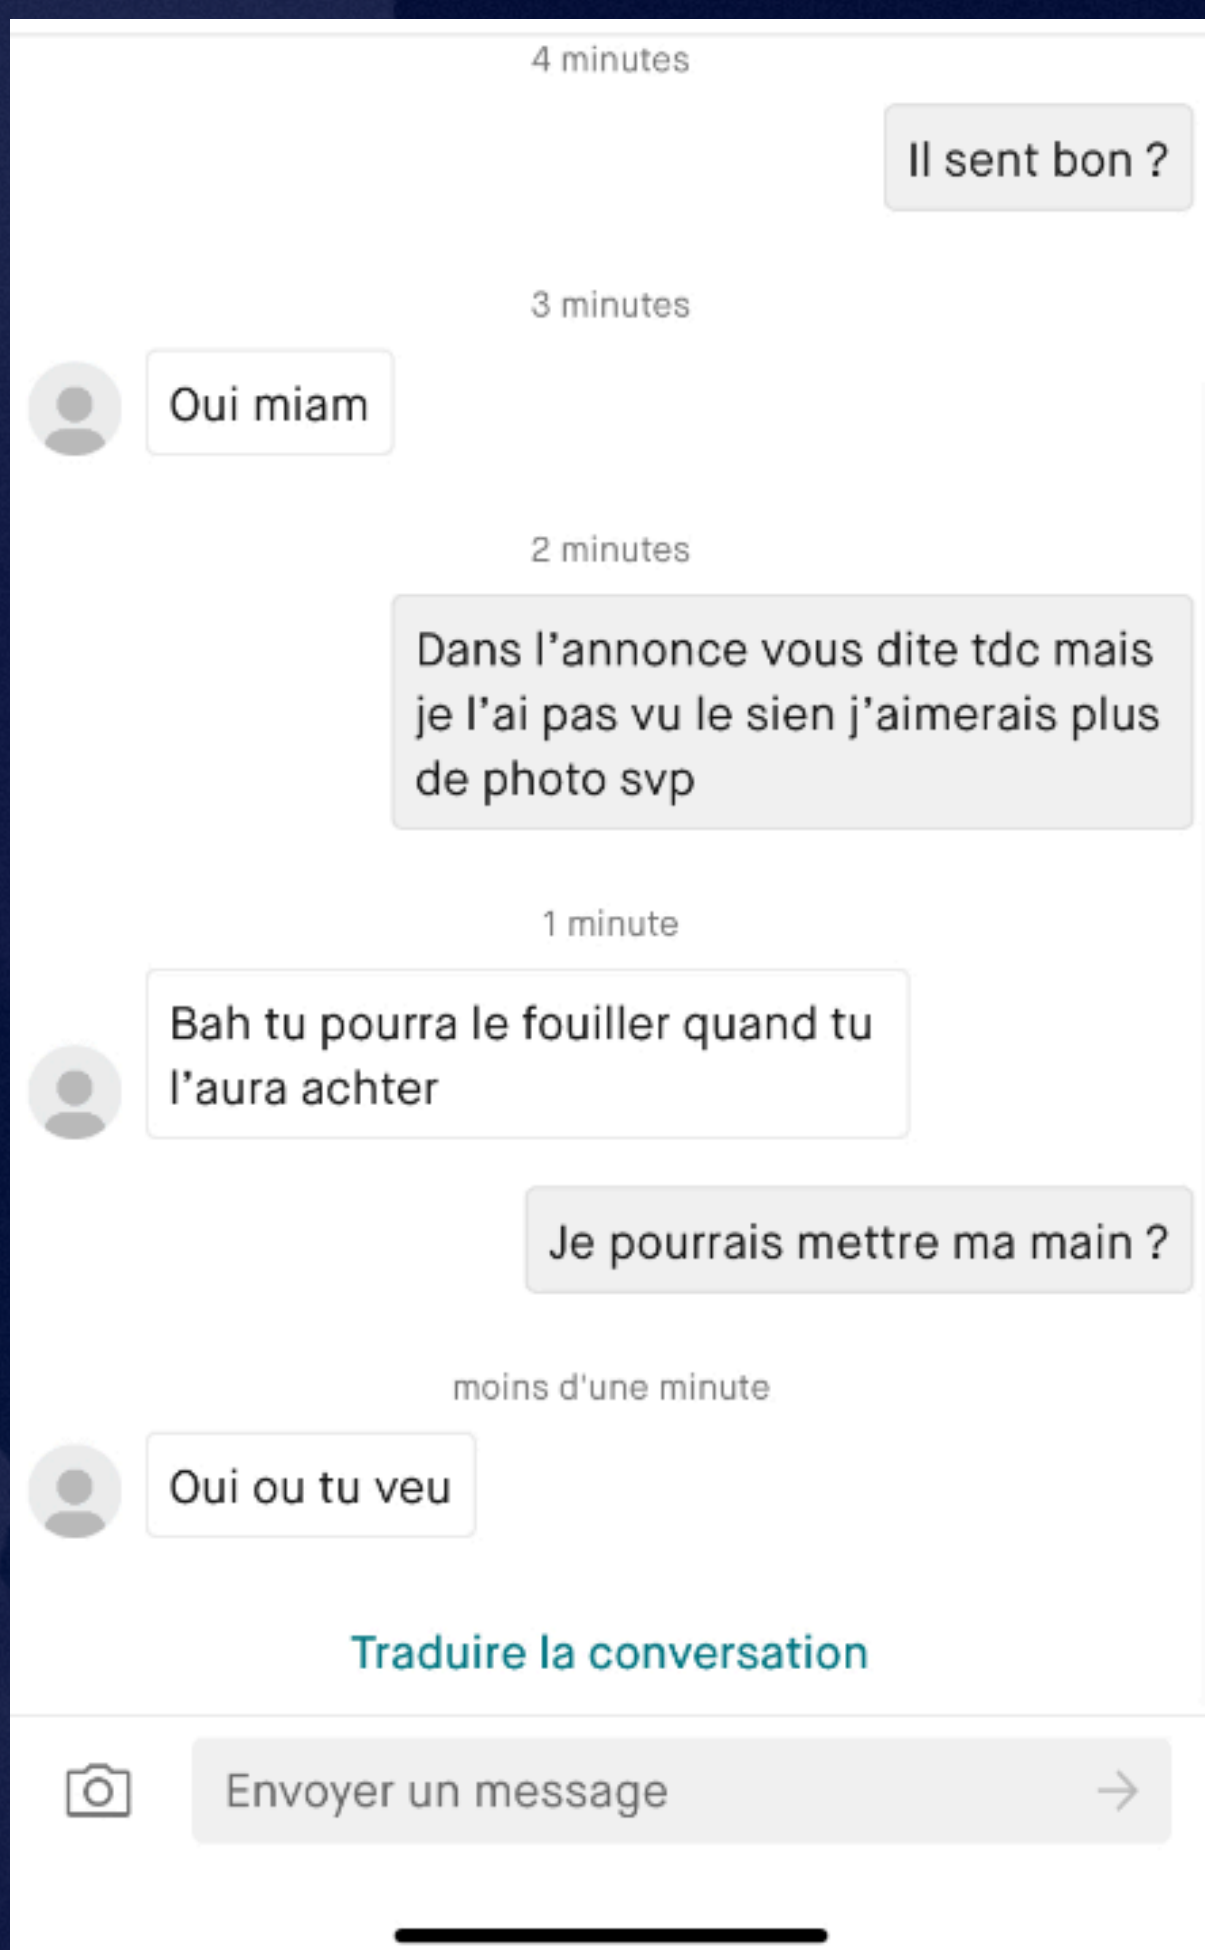 4 minutes
Il sent bon ?
3 minutes
Oui miam
2 minutes
Dans l’annonce vous dite tdc mais
je l’ai pas vu le sien j’aimerais plus
de photo svp
1 minute
Bah tu pourra le fouiller quand tu
l’aura achter
Je pourrais mettre ma main ?
moins d'une minute
Oui ou tu veu
Traduire la conversation
Envoyer un message